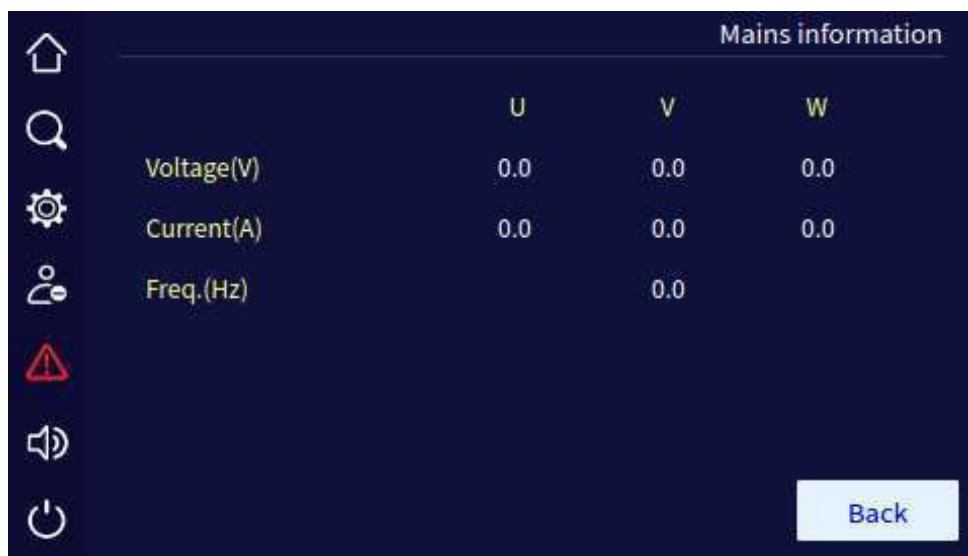 Mains information
U V W
Voltage(V) 0.0 0.0 0.0
Current(A) 0.0 0.0 0.0
Freq.(Hz) 0.0
Back